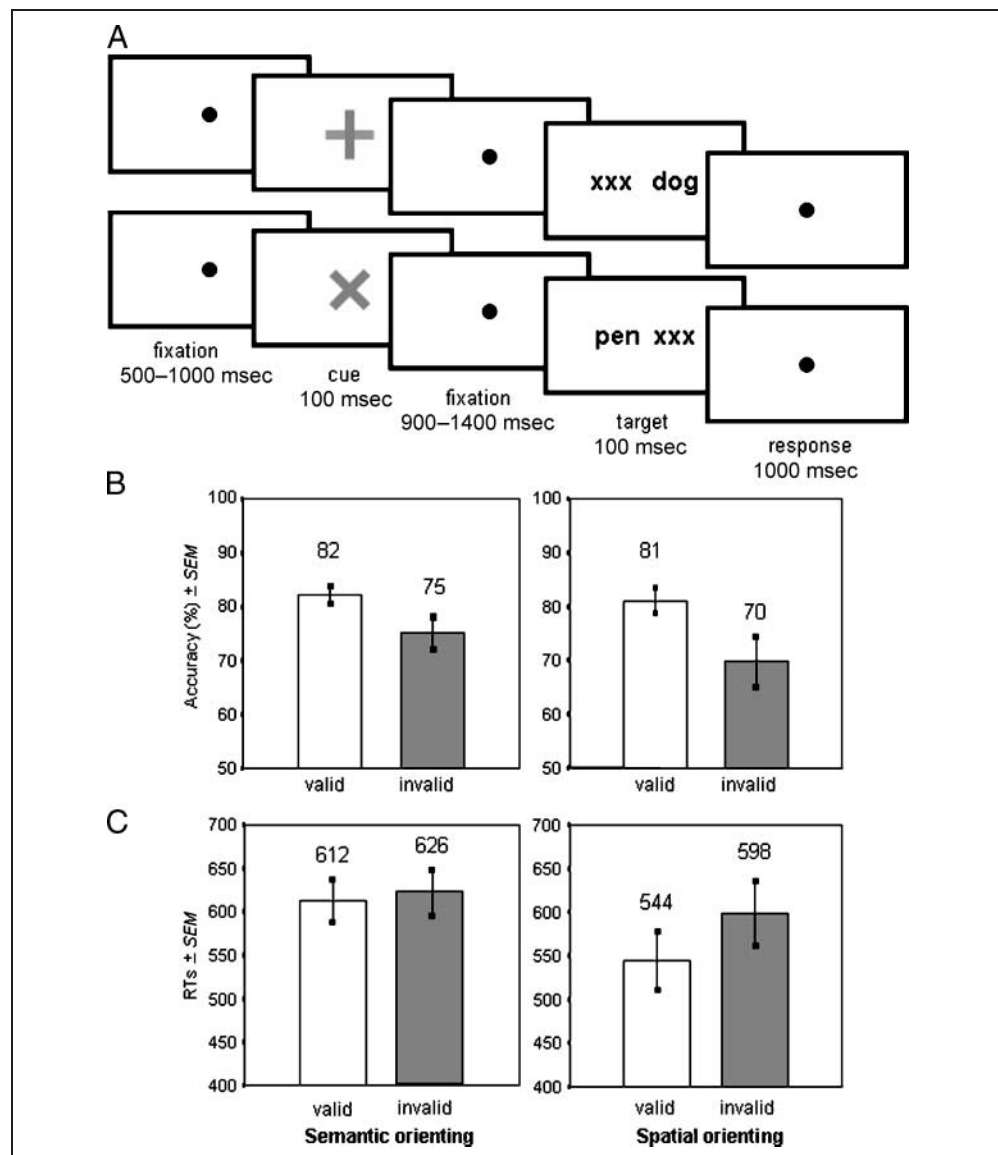 A
xxx dog
pen xxx
fixation
500–1000 msec
cue
100 msec
fixation
900–1400 msec
target
100 msec
response
1000 msec
B
Accuracy (%) ± SEM
100
90
80
70
60
50
82
75
valid invalid
100
90
80
70
60
50
81
70
valid invalid
C
RTs ± SEM
700
650
600
550
500
450
400
612
626
valid invalid
Semantic orienting
700
650
600
550
500
450
400
544
598
valid invalid
Spatial orienting